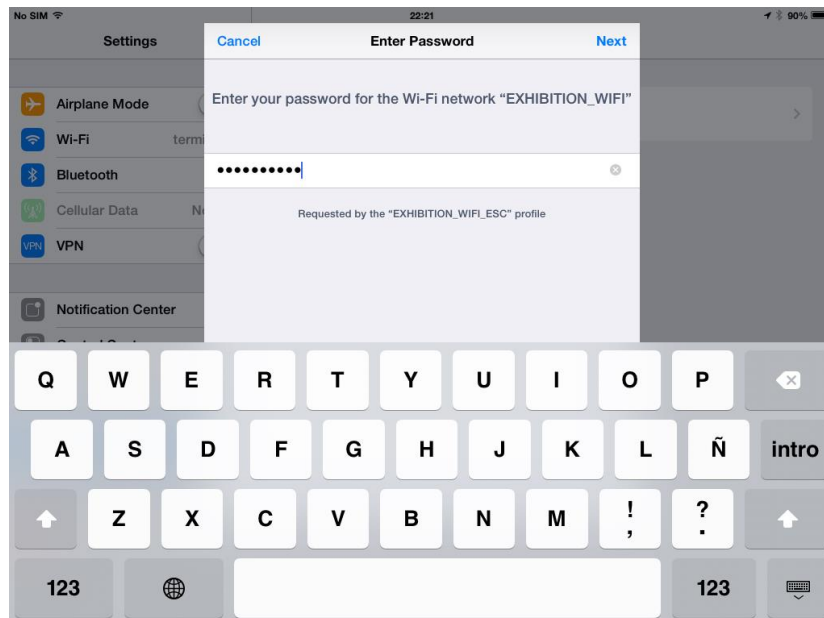 No SIM 22:21 90%
Settings
Cancel Enter Password Next
Enter your password for the Wi-Fi network “EXHIBITION_WIFI”
Airplane Mode
Wi-Fi
Bluetooth
Requested by the “EXHIBITION_WIFI_ESC” profile
Cellular Data
VPN VPN
Notification Center
Q W E R T Y U I O P
A S D F G H J K L Ñ intro
Z X C V B N M ! , ? .
123 123